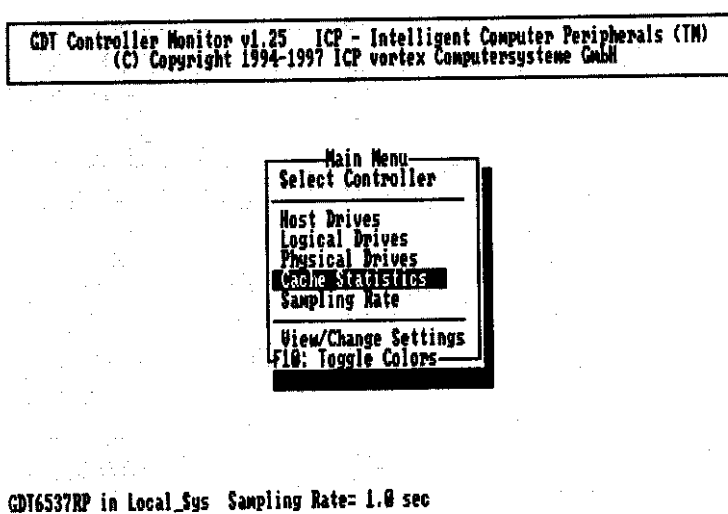 GDT Controller Monitor v1.25 ICP - Intelligent Computer Peripherals (TM)
(C) Copyright 1994-1997 ICP vortex Computersysteme GmbH
Main Menu
Select Controller
Host Drives
Logical Drives
Physical Drives
Cache Statistics
Sampling Rate
View/Change Settings
F10: Toggle Colors
GDT6537RP in Local_Sys Sampling Rate= 1.0 sec